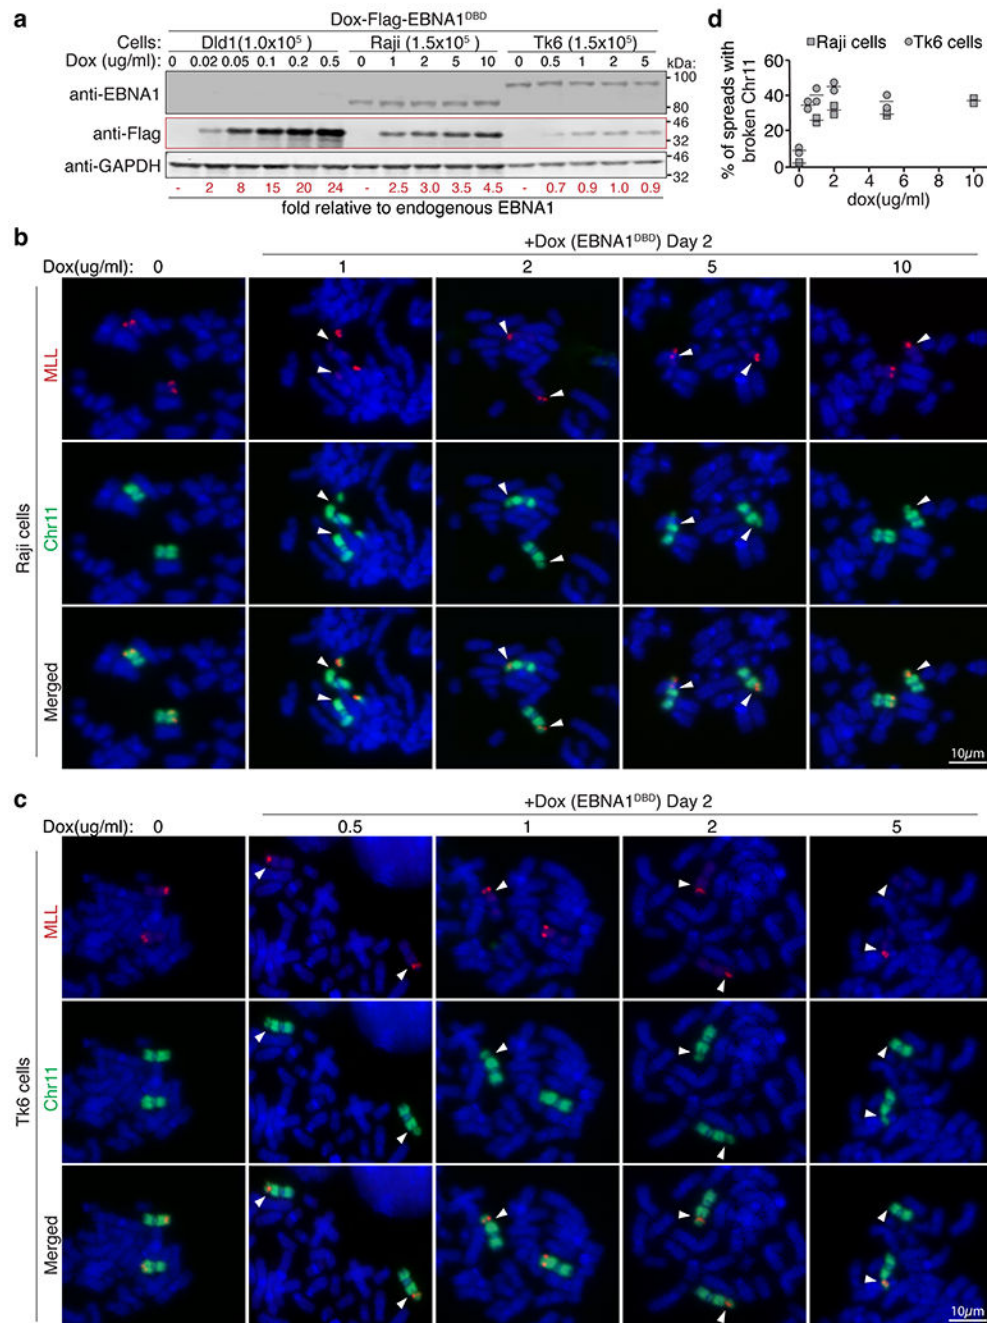 a
Dox-Flag-EBNA1DBD
Cells: Dld1(1.0x10⁵ ) Raji (1.5x10⁵) Tk6 (1.5x10⁵)
Dox (ug/ml) 0 0.02 0.05 0.1 0.2 0.5 0 1 2 5 10 0 0.5 1 2 5 kDa:
anti-EBNA1 100 80
anti-Flag 46 32
anti-GAPDH 46 32
- 2 8 15 20 24 - 2.5 3.0 3.5 4.5 - 0.7 0.9 1.0 0.9
fold relative to endogenous EBNA1
d
Raji cells Tk6 cells
% of spreads with
broken Chr11
60
40
20
0
0 2 4 6 8 10
dox(ug/ml)
b
+Dox (EBNA1DBD) Day 2
Dox(ug/ml): 0 1 2 5 10
Raji cells
MLL
Chr11
Merged
10µm
c
+Dox (EBNA1DBD) Day 2
Dox(ug/ml): 0 0.5 1 2 5
Tk6 cells
MLL
Chr11
Merged
10µm